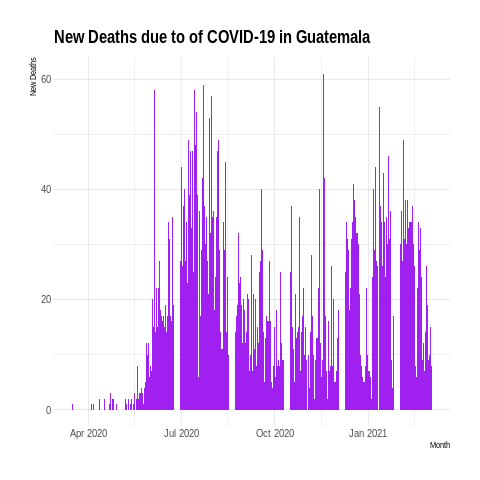 New Deaths due to of COVID-19 in Guatemala
New Deaths
60
40
20
0
Apr 2020 Jul 2020 Oct 2020 Jan 2021
Month